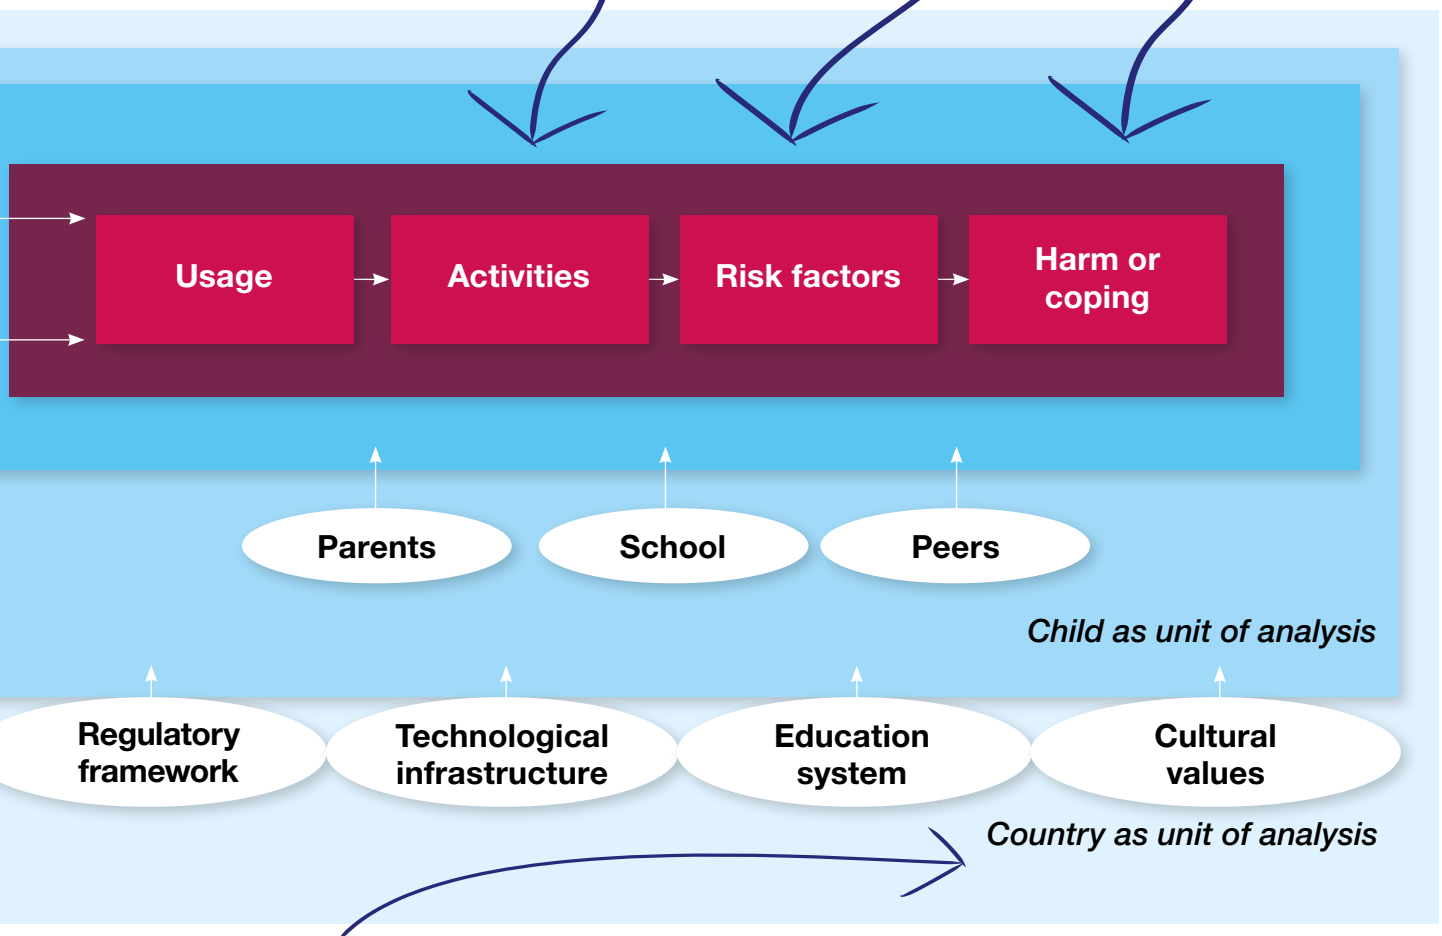 Usage
Activities
Risk factors
Harm or
coping
Parents
School
Peers
Child as unit of analysis
Regulatory
framework
Technological
infrastructure
Education
system
Cultural
values
Country as unit of analysis